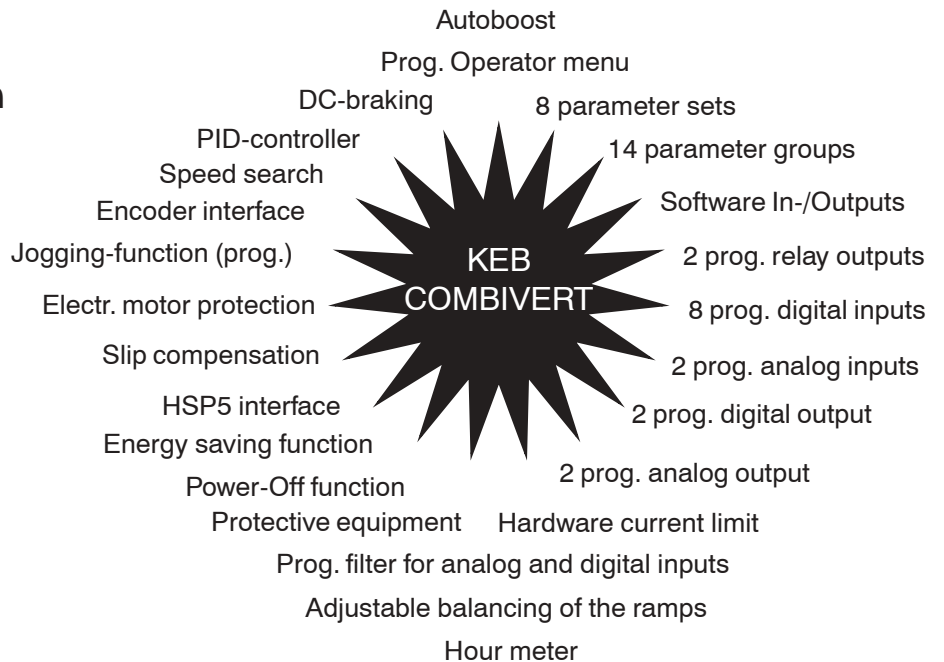 Autoboost
Prog. Operator menu
DC-braking
8 parameter sets
PID-controller
14 parameter groups
Speed search
Software In-/Outputs
Encoder interface
Jogging-function (prog.)
2 prog. relay outputs
KEB
COMBIVERT
Electr. motor protection
8 prog. digital inputs
Slip compensation
2 prog. analog inputs
HSP5 interface
2 prog. digital output
Energy saving function
2 prog. analog output
Power-Off function
Protective equipment
Hardware current limit
Prog. filter for analog and digital inputs
Adjustable balancing of the ramps
Hour meter